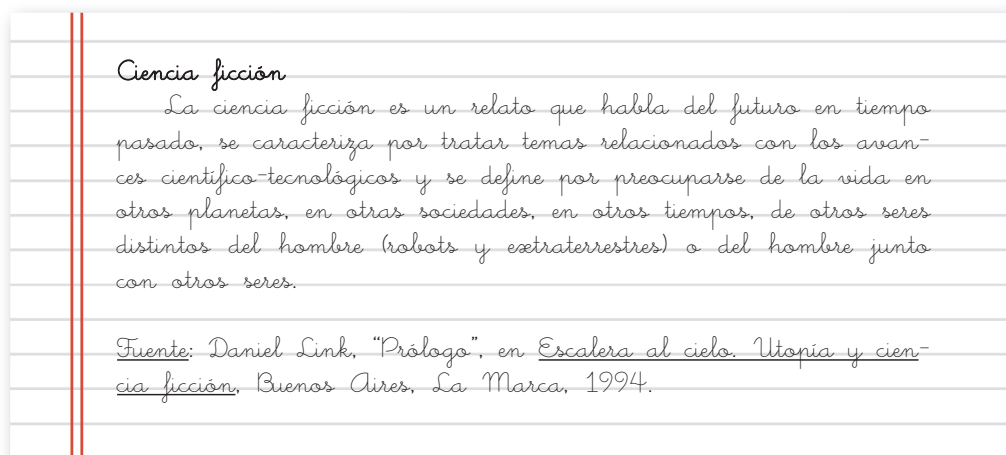 Ciencia ficción
La ciencia ficción es un relato que habla del futuro en tiempo
pasado, se caracteriza por tratar temas relacionados con los avan-
ces científico-tecnológicos y se define por preocuparse de la vida en
otros planetas, en otras sociedades, en otros tiempos, de otros seres
distintos del hombre (robots y extraterrestres) o del hombre junto
con otros seres.
Fuente: Daniel Link, “Prólogo”, en Escalera al cielo. Utopía y cien-
cia ficción, Buenos Aires, La Marca, 1994.